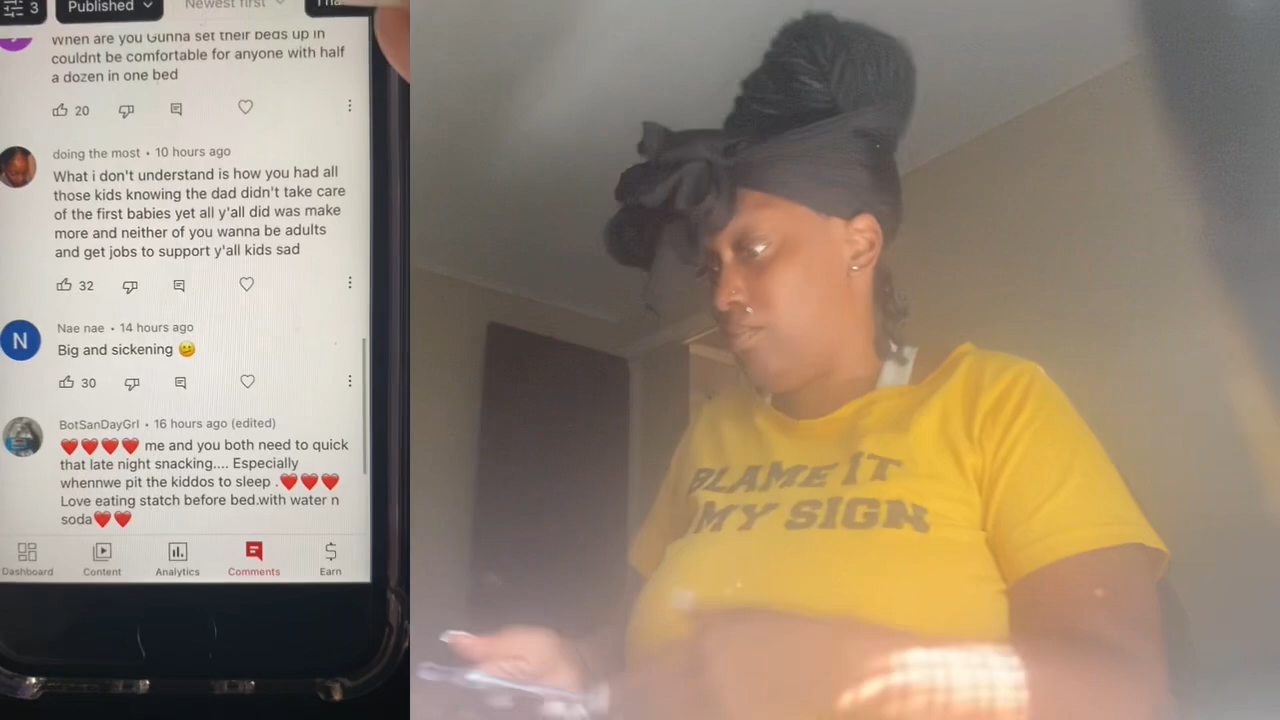 3
Published
Newest first
When are you Gunna set their beds up in
couldnt be comfortable for anyone with half
a dozen in one bed
20
doing the most • 10 hours ago
What i don't understand is how you had all
those kids knowing the dad didn't take care
of the first babies yet all y'all did was make
more and neither of you wanna be adults
and get jobs to support y'all kids sad
32
N
Nae nae • 14 hours ago
Big and sickening 🫤
30
BotSanDayGrl • 16 hours ago (edited)
❤️❤️❤️❤️ me and you both need to quick
that late night snacking.... Especially
whennwe pit the kiddos to sleep .❤️❤️❤️
Love eating statch before bed.with water n
soda❤️❤️
Dashboard
Content
Analytics
Comments
Earn
BLAME IT
MY SIGN